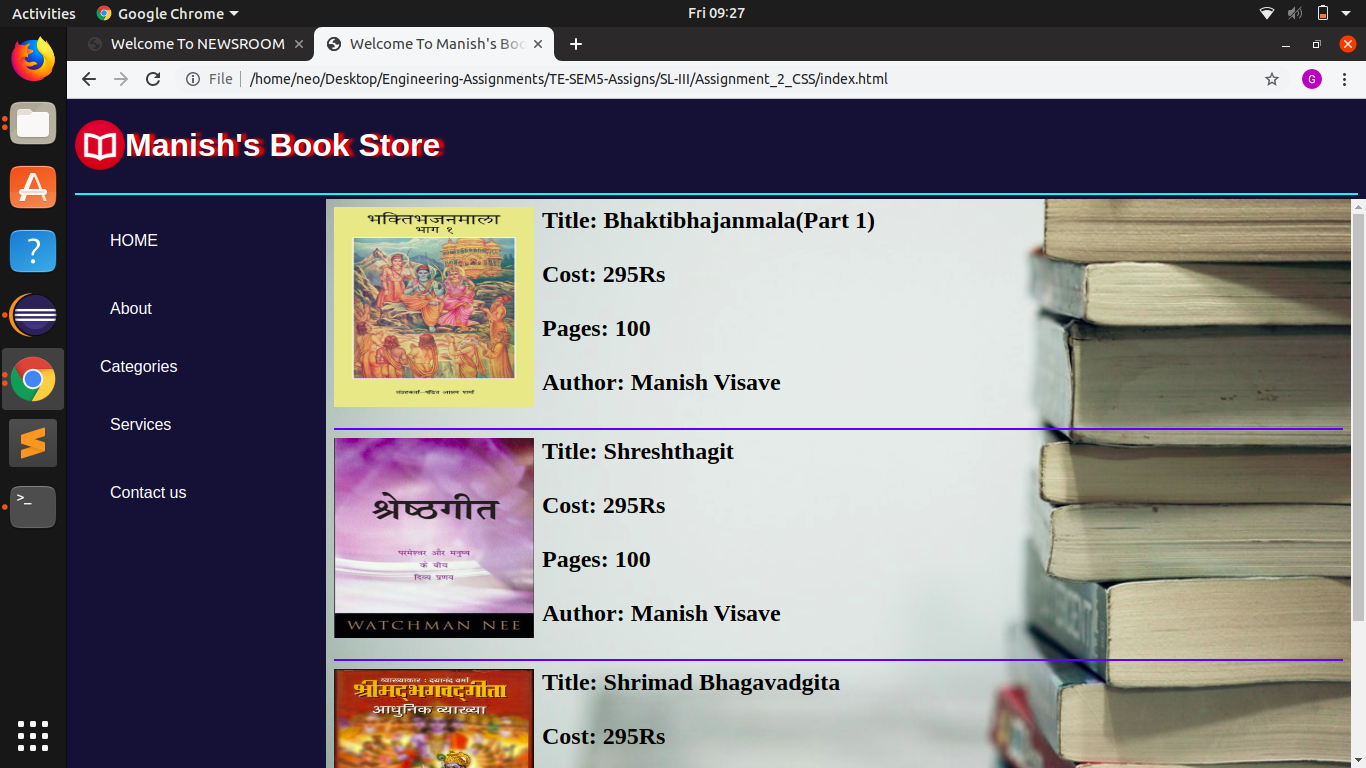 Activities
Google Chrome
Fri 09:27
Welcome To NEWSROOM
Welcome To Manish's Boo
File
/home/neo/Desktop/Engineering-Assignments/TE-SEM5-Assigns/SL-III/Assignment_2_CSS/index.html
G
Manish's Book Store
HOME
About
Categories
Services
Contact us
भक्तिभजनमाला
भाग १
Title: Bhaktibhajanmala(Part 1)
Cost: 295Rs
Pages: 100
Author: Manish Visave
श्रेष्ठगीत
परमेश्वर और मनुष्य
के बीच
दिव्य प्रणय
WATCHMAN NEE
Title: Shreshthagit
Cost: 295Rs
Pages: 100
Author: Manish Visave
व्याख्याकार : दयानंद वर्मा
श्रीमद्भगवद्गीता
आधुनिक व्याख्या
Title: Shrimad Bhagavadgita
Cost: 295Rs